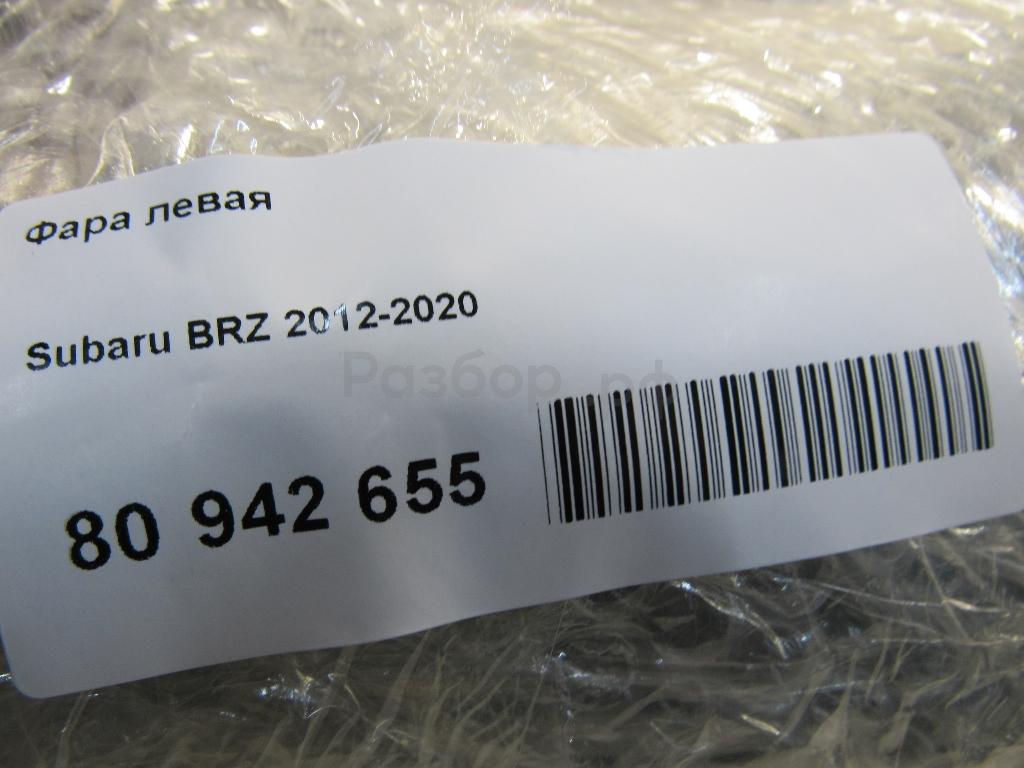 Фара левая
Subaru BRZ 2012-2020
Разбор.рф
80 942 655